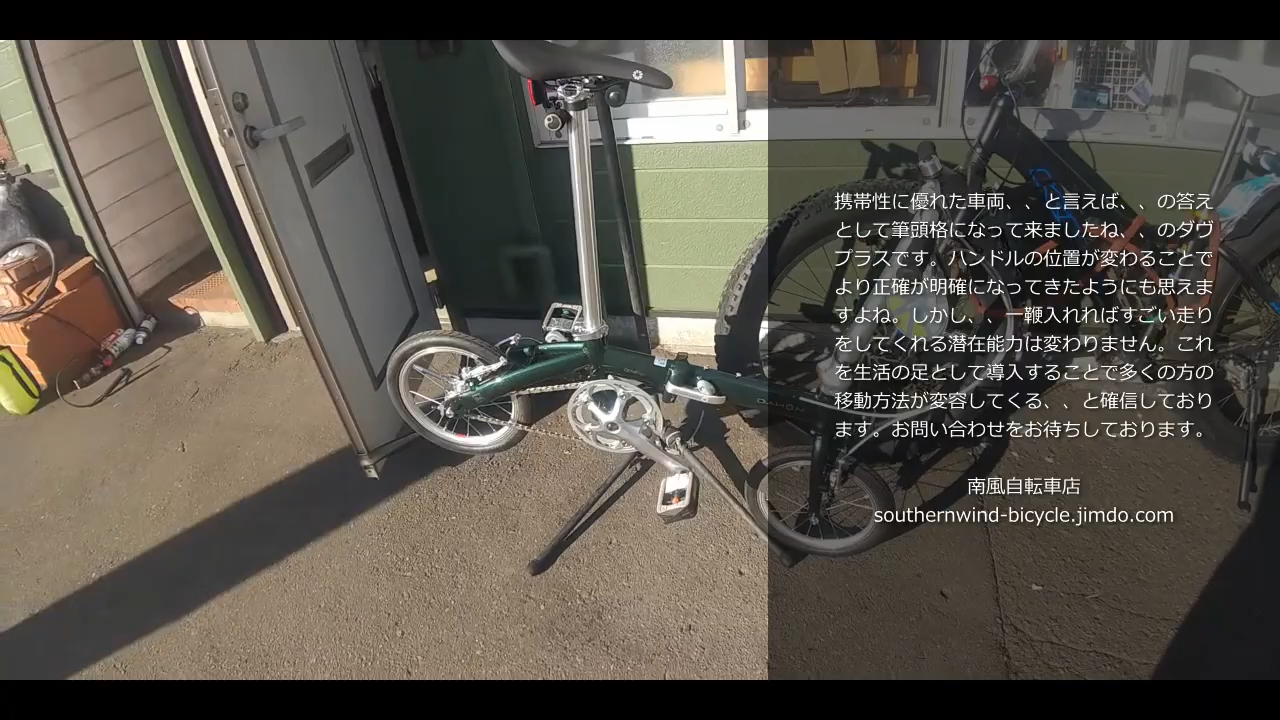 携帯性に優れた車両、、と言えば、、の答え
として筆頭格になって来ましたね、、のダヴ
プラスです。ハンドルの位置が変わることで
より正確が明確になってきたようにも思えま
すよね。しかし、、一鞭入れればすごい走り
をしてくれる潜在能力は変わりません。これ
を生活の足として導入することで多くの方の
移動方法が変容してくる、、と確信しており
ます。お問い合わせをお待ちしております。
南風自転車店
southernwind-bicycle.jimdo.com
DAHON